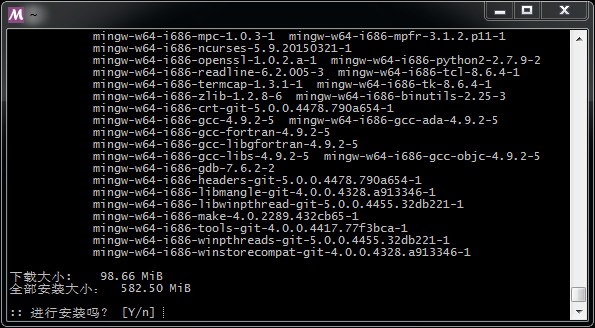 ~
mingw-w64-i686-mpc-1.0.3-1  mingw-w64-i686-mpfr-3.1.2.p11-1
mingw-w64-i686-ncurses-5.9.20150321-1
mingw-w64-i686-openssl-1.0.2.a-1  mingw-w64-i686-python2-2.7.9-2
mingw-w64-i686-readline-6.2.005-3  mingw-w64-i686-tcl-8.6.4-1
mingw-w64-i686-termcap-1.3.1-1  mingw-w64-i686-tk-8.6.4-1
mingw-w64-i686-zlib-1.2.8-6  mingw-w64-i686-binutils-2.25-3
mingw-w64-i686-crt-git-5.0.0.4478.790a654-1
mingw-w64-i686-gcc-4.9.2-5  mingw-w64-i686-gcc-ada-4.9.2-5
mingw-w64-i686-gcc-fortran-4.9.2-5
mingw-w64-i686-gcc-libgfortran-4.9.2-5
mingw-w64-i686-gcc-libs-4.9.2-5  mingw-w64-i686-gcc-objc-4.9.2-5
mingw-w64-i686-gdb-7.6.2-2
mingw-w64-i686-headers-git-5.0.0.4478.790a654-1
mingw-w64-i686-libmangle-git-4.0.0.4328.a913346-1
mingw-w64-i686-libwinpthread-git-5.0.0.4455.32db221-1
mingw-w64-i686-make-4.0.2289.432cb65-1
mingw-w64-i686-tools-git-4.0.0.4417.77f3bca-1
mingw-w64-i686-winpthreads-git-5.0.0.4455.32db221-1
mingw-w64-i686-winstorecompat-git-4.0.0.4328.a913346-1
下载大小:    98.66 MiB
全部安装大小:   582.50 MiB
:: 进行安装吗? [Y/n]